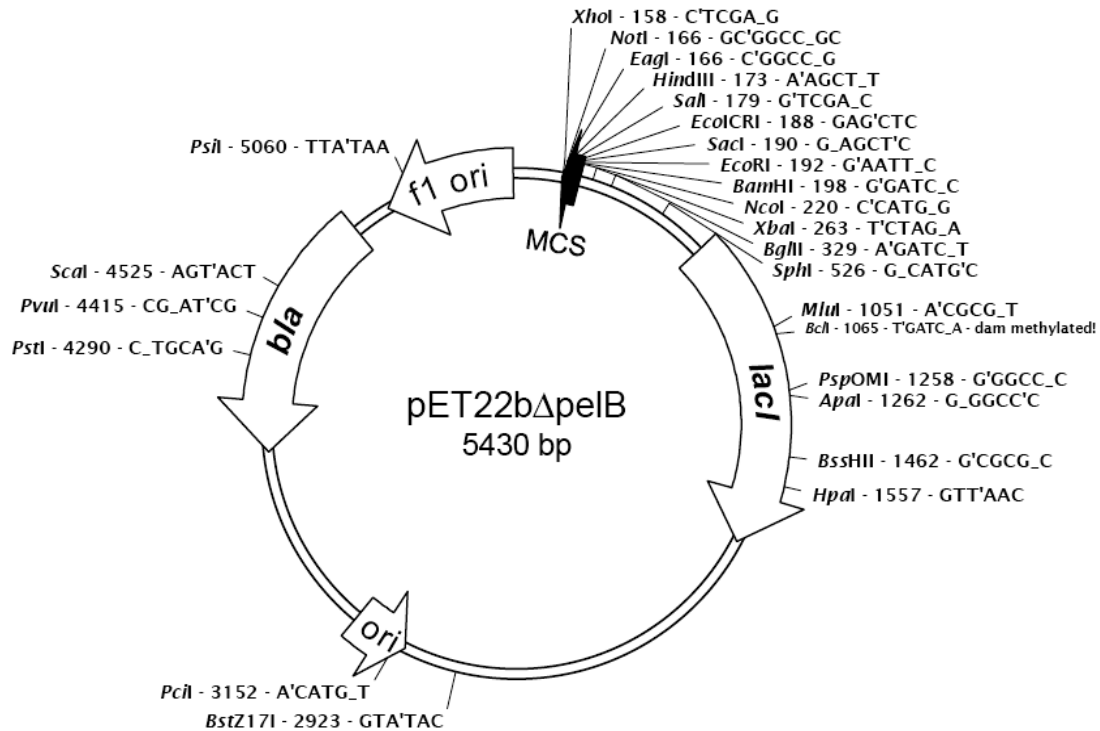 XhoI - 158 - C'TCGA_G
NotI - 166 - GC'GGCC_GC
EagI - 166 - C'GGCC_G
HindIII - 173 - A'AGCT_T
SalI - 179 - G'TCGA_C
EcoICRI - 188 - GAG'CTC
SacI - 190 - G_AGCT'C
EcoRI - 192 - G'AATT_C
BamHI - 198 - G'GATC_C
NcoI - 220 - C'CATG_G
XbaI - 263 - T'CTAG_A
BglII - 329 - A'GATC_T
SphI - 526 - G_CATG'C
MluI - 1051 - A'CGCG_T
BclI - 1065 - T'GATC_A - dam methylated!
PspOMI - 1258 - G'GGCC_C
ApaI - 1262 - G_GGCC'C
BssHII - 1462 - G'CGCG_C
HpaI - 1557 - GTT'AAC
BstZ17I - 2923 - GTA'TAC
PciI - 3152 - A'CATG_T
PstI - 4290 - C_TGCA'G
PvuI - 4415 - CG_AT'CG
ScaI - 4525 - AGT'ACT
PsiI - 5060 - TTA'TAA
f1 ori
MCS
lacI
bla
ori
pET22bΔpelB
5430 bp